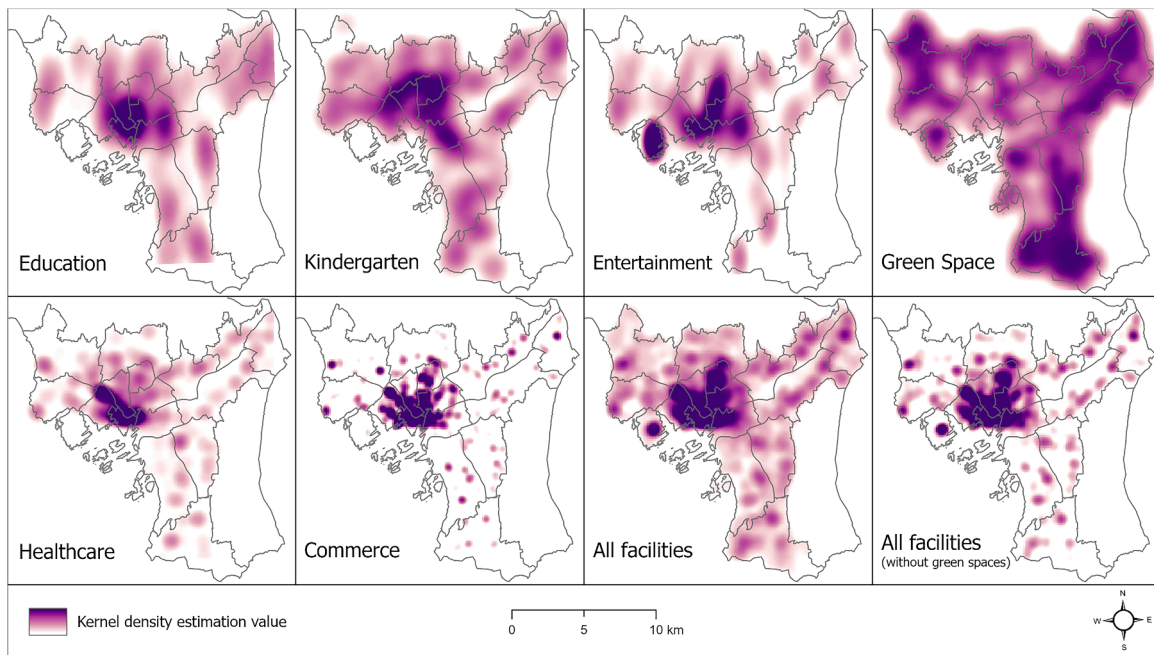 Education
Kindergarten
Entertainment
Green Space
Healthcare
Commerce
All facilities
All facilities
(without green spaces)
Kernel density estimation value
0 5 10 km
N
W E
S